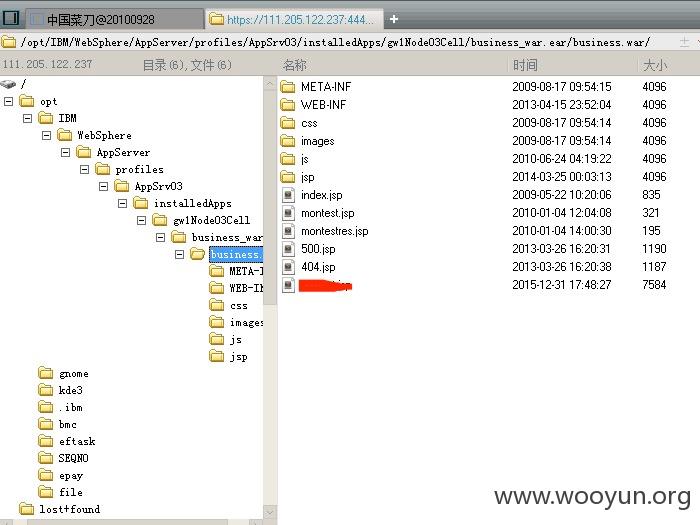 中国菜刀@20100928 https://111.205.122.237:444...
/opt/IBM/WebSphere/AppServer/profiles/AppSrv03/installedApps/gw1Node03Cell/business_war.ear/business.war/
111.205.122.237 目录(6),文件(6) 名称 时间 大小
/
opt
IBM
WebSphere
AppServer
profiles
AppSrv03
installedApps
gw1Node03Cell
business_war
business.
META-I
WEB-IN
css
images
js
jsp
gnome
kde3
.ibm
bmc
eftask
SEQNO
epay
file
lost+found
META-INF 2009-08-17 09:54:15 4096
WEB-INF 2013-04-15 23:52:04 4096
css 2009-08-17 09:54:14 4096
images 2009-08-17 09:54:14 4096
js 2010-06-24 04:19:22 4096
jsp 2014-03-25 00:03:13 4096
index.jsp 2009-05-22 10:20:06 835
montest.jsp 2010-01-04 12:04:08 321
montestres.jsp 2010-01-04 14:00:30 195
500.jsp 2013-03-26 16:20:31 1190
404.jsp 2013-03-26 16:20:38 1187
2015-12-31 17:48:27 7584
www.wooyun.org